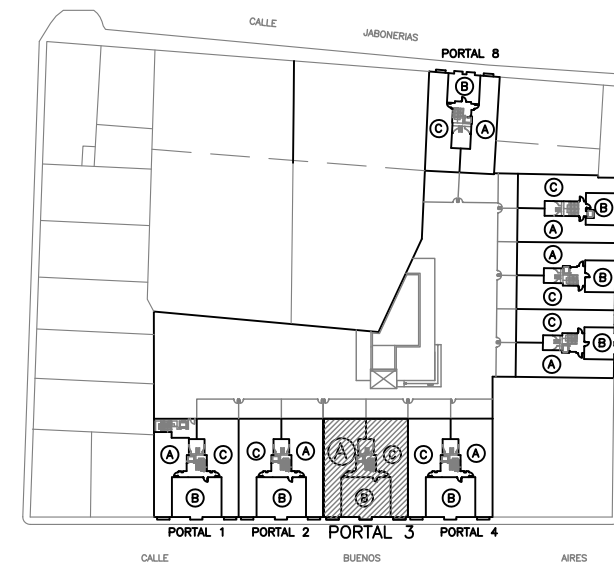 CALLE JABONERIAS
PORTAL 8
B
C A
C
B
A
A
B
C
C
B
A
A C C A A C C A
B B B B
PORTAL 1 PORTAL 2 PORTAL 3 PORTAL 4
CALLE BUENOS AIRES